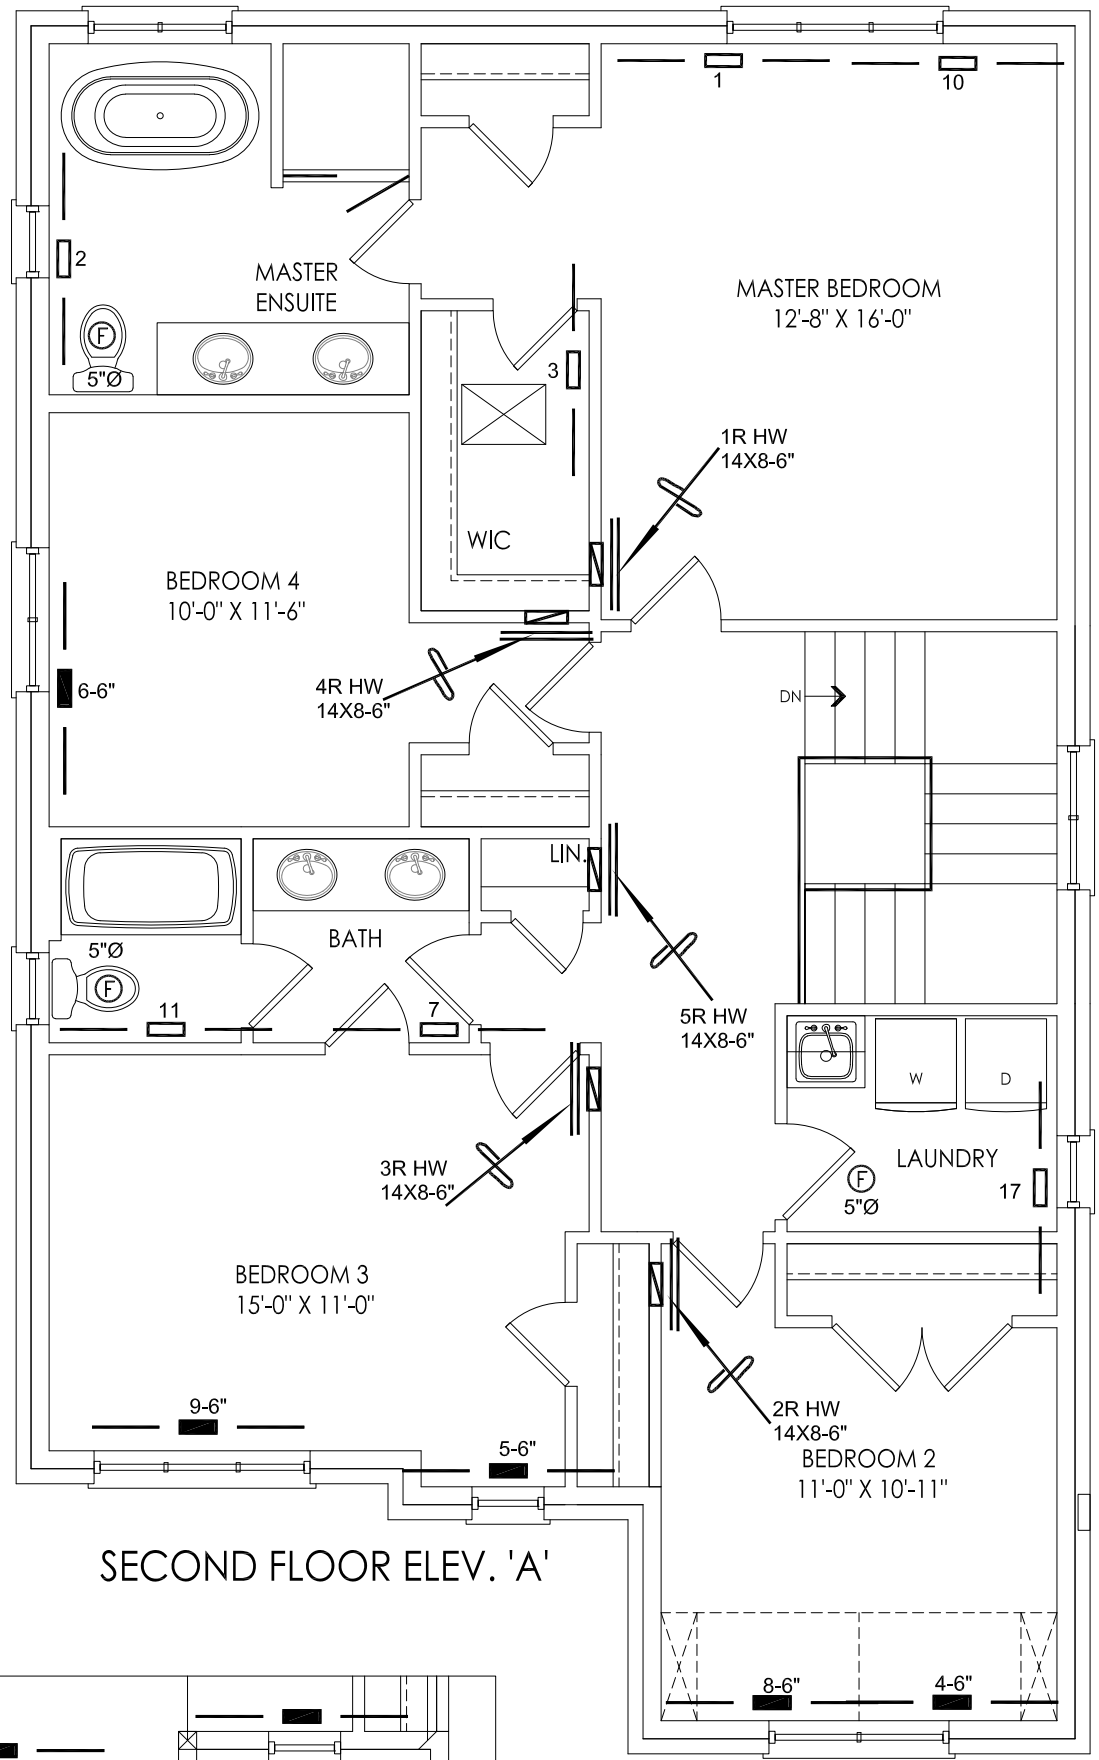 1
10
2
MASTER
ENSUITE
MASTER BEDROOM
12'-8" X 16'-0"
F
5"Ø
3
1R HW
14X8-6"
WIC
BEDROOM 4
10'-0" X 11'-6"
6-6"
4R HW
14X8-6"
DN
LIN.
BATH
5"Ø
F
11
7
5R HW
14X8-6"
W
D
LAUNDRY
F
5"Ø
17
3R HW
14X8-6"
BEDROOM 3
15'-0" X 11'-0"
9-6"
5-6"
2R HW
14X8-6"
BEDROOM 2
11'-0" X 10'-11"
SECOND FLOOR ELEV. 'A'
8-6"
4-6"